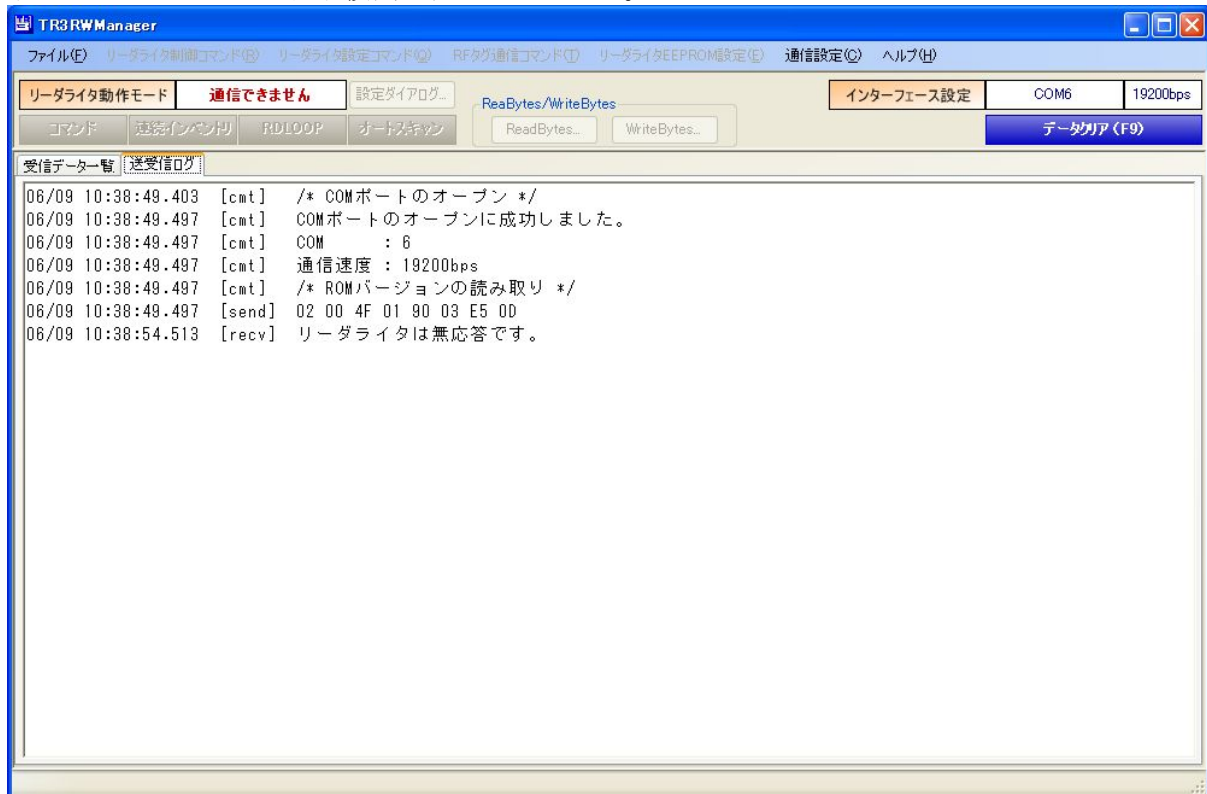 TR3RWManager
ファイル(F) リーダライタ制御コマンド(R) リーダライタ設定コマンド(Q) RFタグ通信コマンド(T) リーダライタEEPROM設定(E) 通信設定(C) ヘルプ(H)
リーダライタ動作モード 通信できません 設定ダイアログ... ReaBytes/WriteBytes インターフェース設定 COM6 19200bps
コマンド 連続インベントリ RDLOOP オートスキャン ReadBytes... WriteBytes... データクリア(F9)
受信データ一覧 送受信ログ
06/09 10:38:49.403 [cmt] /* COMポートのオープン */
06/09 10:38:49.497 [cmt] COMポートのオープンに成功しました。
06/09 10:38:49.497 [cmt] COM : 6
06/09 10:38:49.497 [cmt] 通信速度 : 19200bps
06/09 10:38:49.497 [cmt] /* ROMバージョンの読み取り */
06/09 10:38:49.497 [send] 02 00 4F 01 90 03 E5 0D
06/09 10:38:54.513 [recv] リーダライタは無応答です。